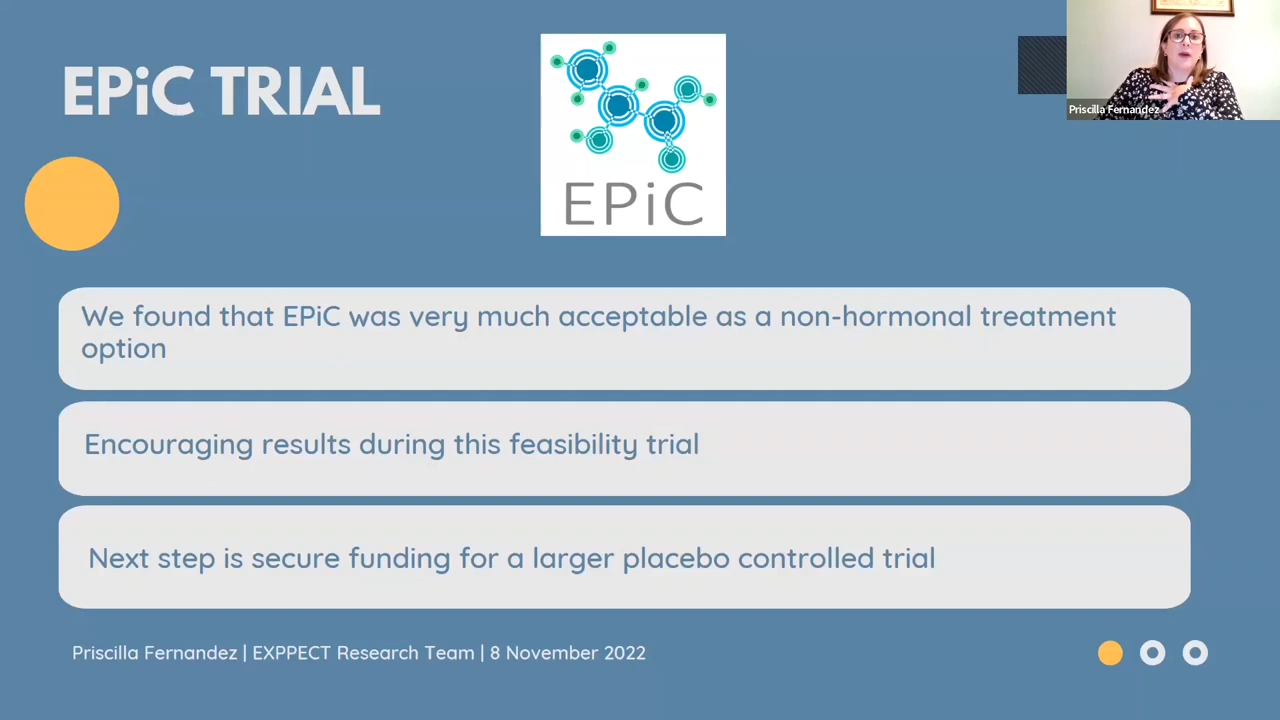 EPiC TRIAL
EPiC
Priscilla Fernandez
We found that EPiC was very much acceptable as a non-hormonal treatment
option
Encouraging results during this feasibility trial
Next step is secure funding for a larger placebo controlled trial
Priscilla Fernandez | EXPPECT Research Team | 8 November 2022